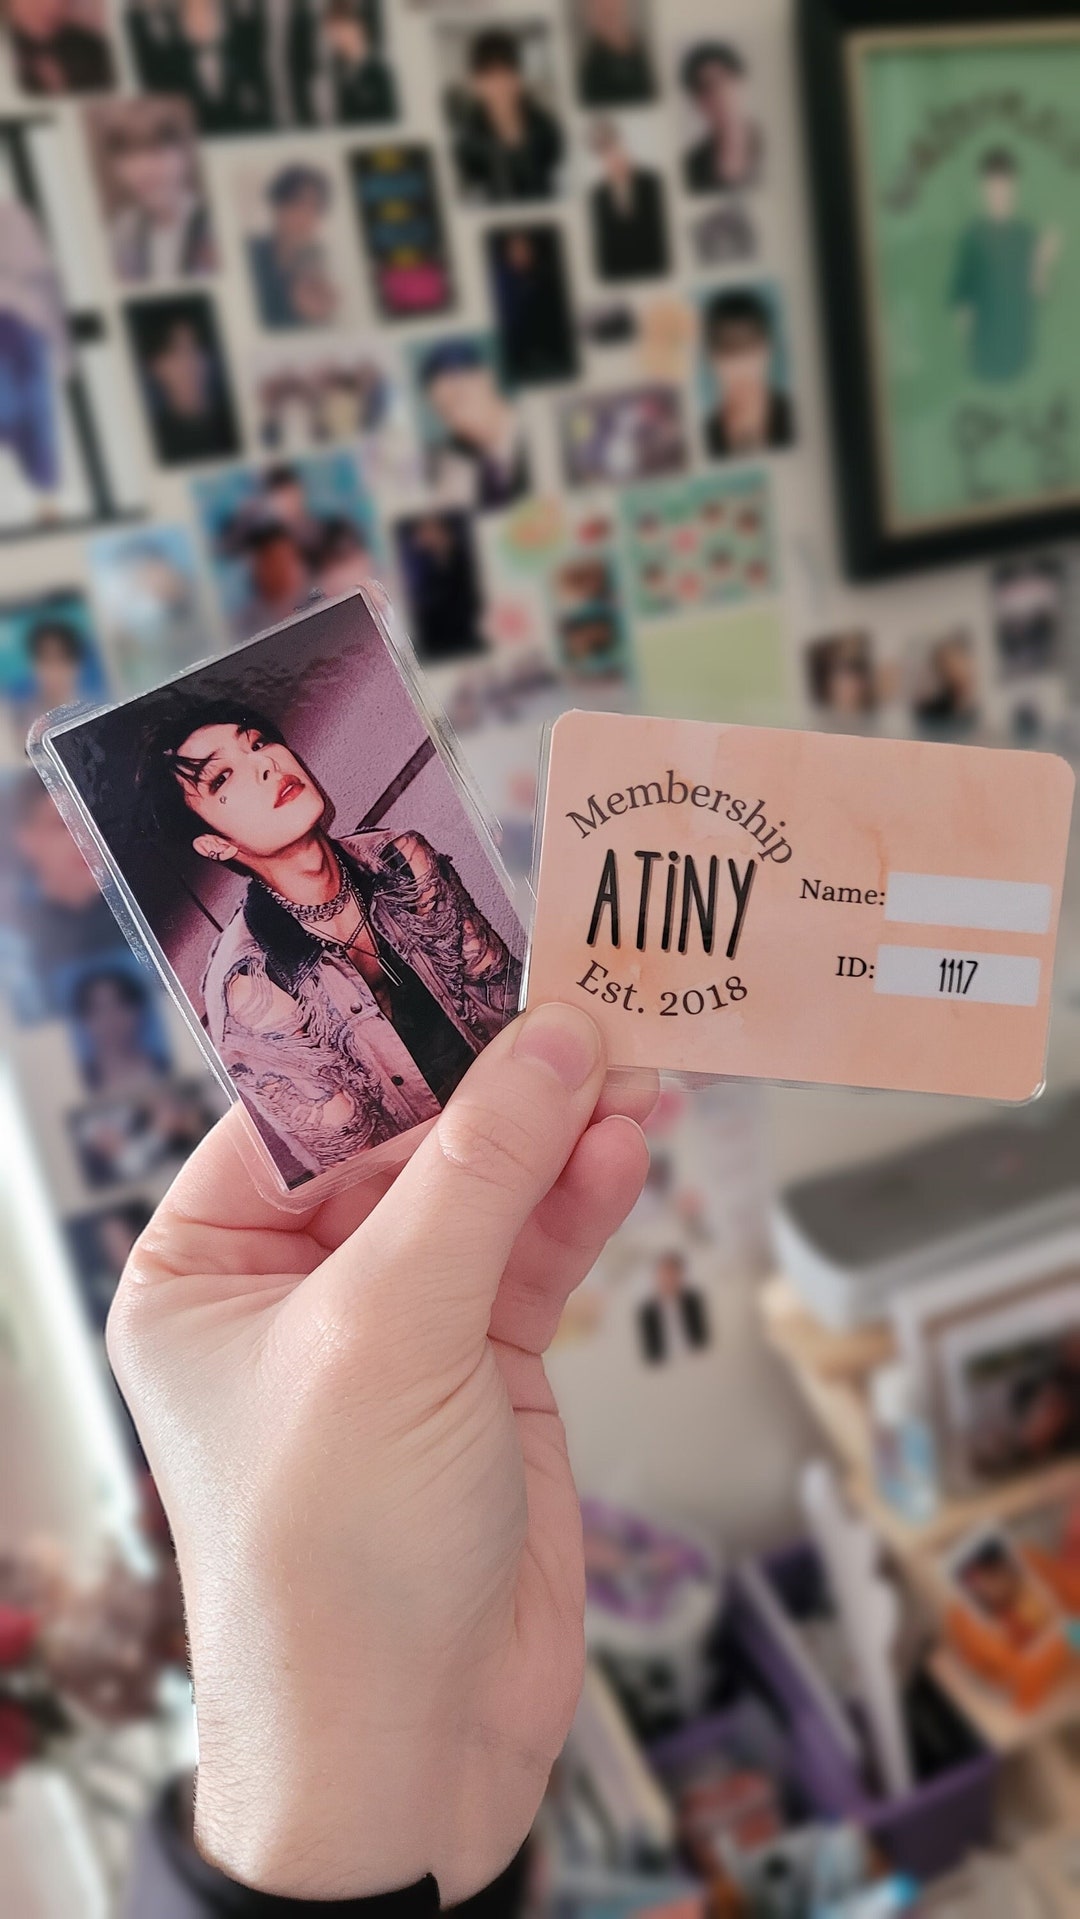 Membership
ATiNY
Est. 2018
Name:
ID: 1117